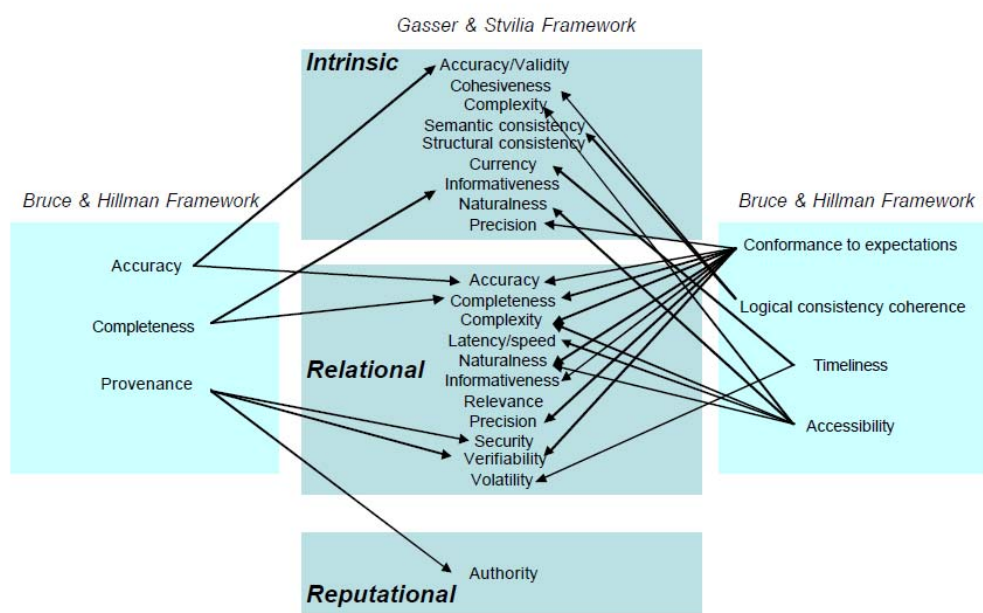 Gasser & Stvilia Framework
Intrinsic
Accuracy/Validity
Cohesiveness
Complexity
Semantic consistency
Structural consistency
Currency
Informativeness
Naturalness
Precision
Bruce & Hillman Framework
Accuracy
Completeness
Provenance
Relational
Accuracy
Completeness
Complexity
Latency/speed
Naturalness
Informativeness
Relevance
Precision
Security
Verifiability
Volatility
Reputational
Authority
Bruce & Hillman Framework
Conformance to expectations
Logical consistency coherence
Timeliness
Accessibility